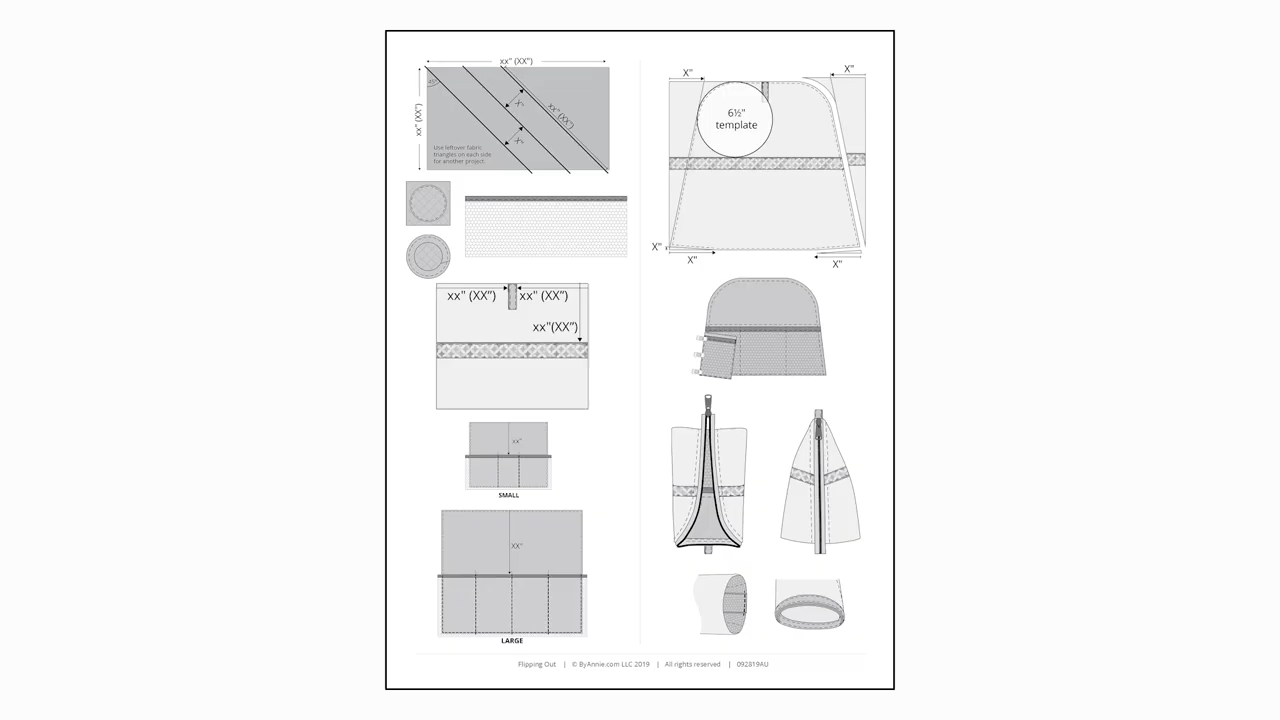 xx" (XX")
45°
xx" (XX")
X"
xx" (XX")
X"
Use leftover fabric
triangles on each side
for another project.
xx" (XX") xx" (XX")
xx"(XX")
xx"
SMALL
XX"
LARGE
X" X"
6½"
template
X"
X" X"
Flipping Out | © ByAnnie.com LLC 2019 | All rights reserved | 092819AU